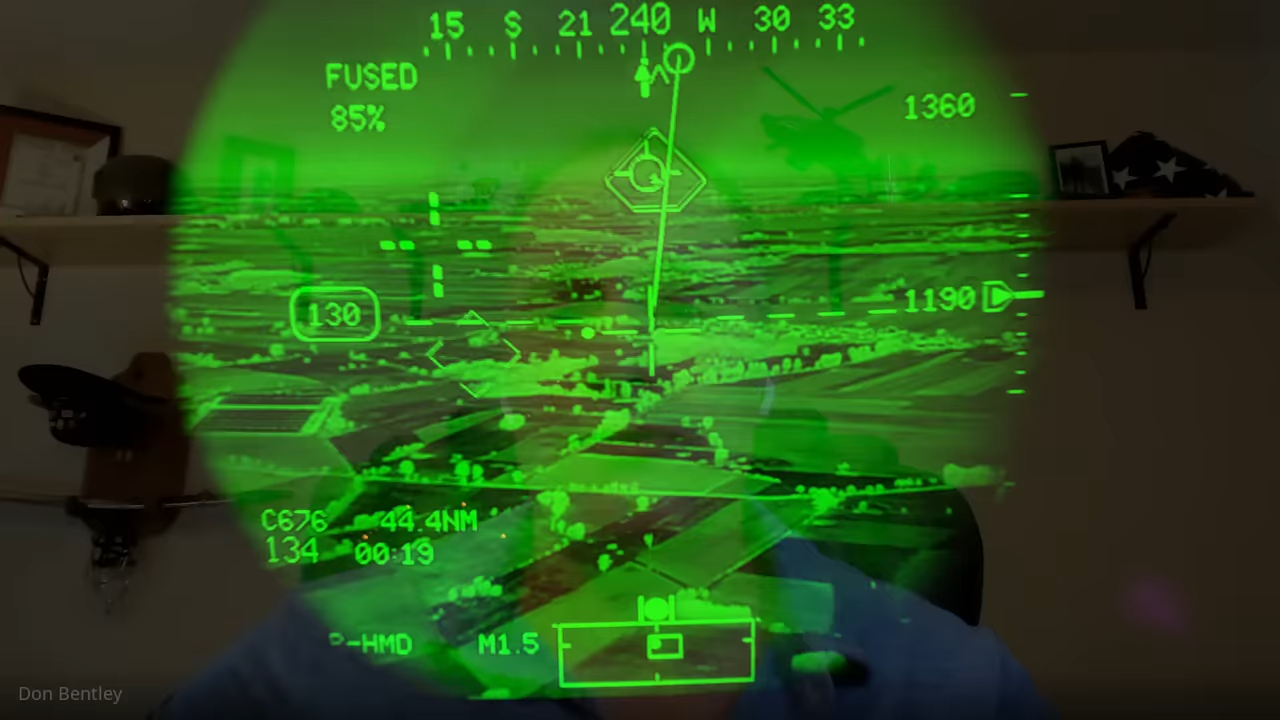 15 S 21 240 W 30 33
FUSED
85%
1360
1190
130
C676 44.4NM
134 00:19
P-HMD M1.5
Don Bentley